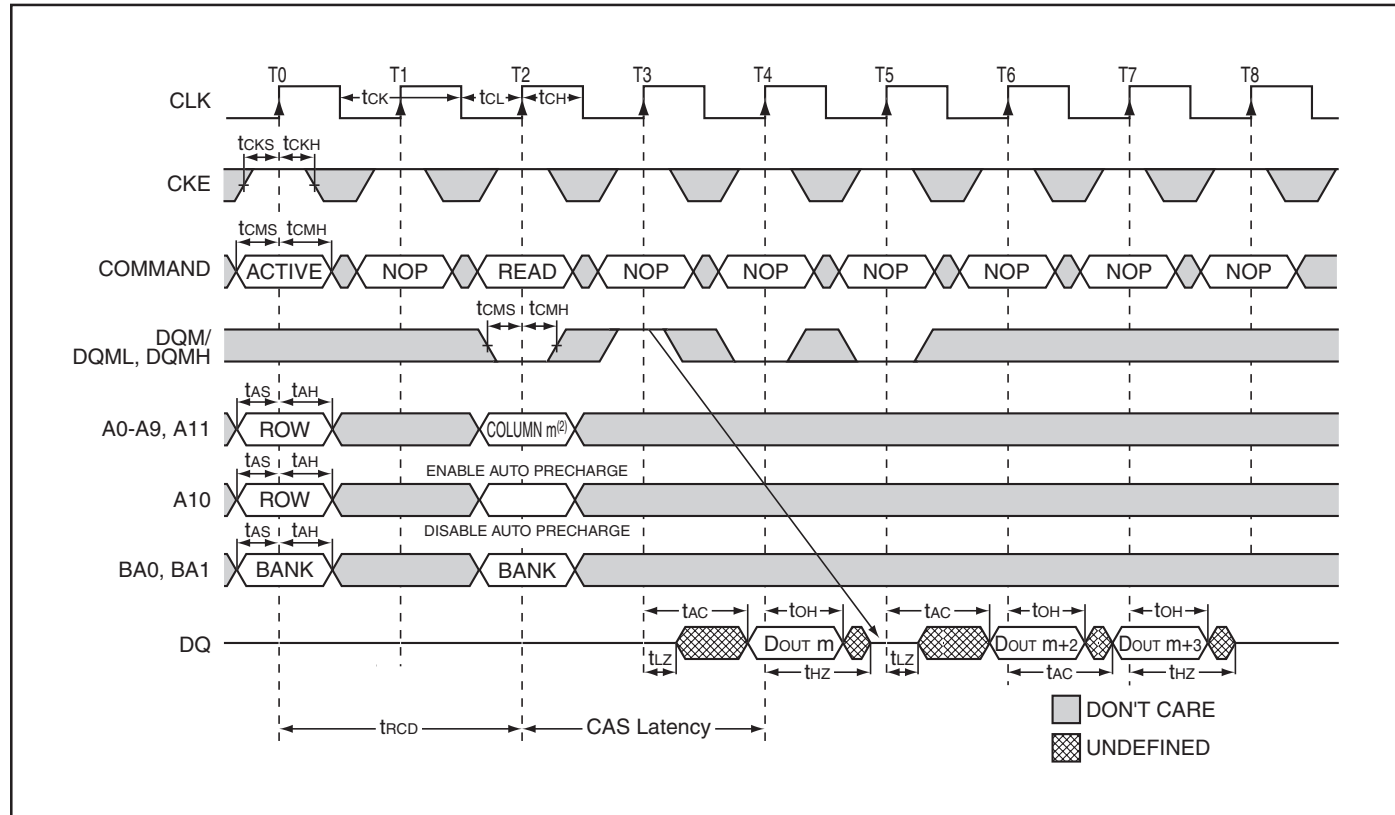 T0 T1 T2 T3 T4 T5 T6 T7 T8
CLK tCK tCL tCH
tCKS tCKH
CKE
tCMS tCMH
COMMAND ACTIVE NOP READ NOP NOP NOP NOP NOP NOP
tCMS tCMH
DQM/
DQML, DQMH
tAS tAH
A0-A9, A11 ROW COLUMN m(2)
tAS tAH ENABLE AUTO PRECHARGE
A10 ROW
tAS tAH DISABLE AUTO PRECHARGE
BA0, BA1 BANK BANK
tAC tOH tAC tOH tOH
DQ DOUT m DOUT m+2 DOUT m+3
tLZ tHZ tLZ tAC tHZ
DON'T CARE
tRCD CAS Latency
UNDEFINED